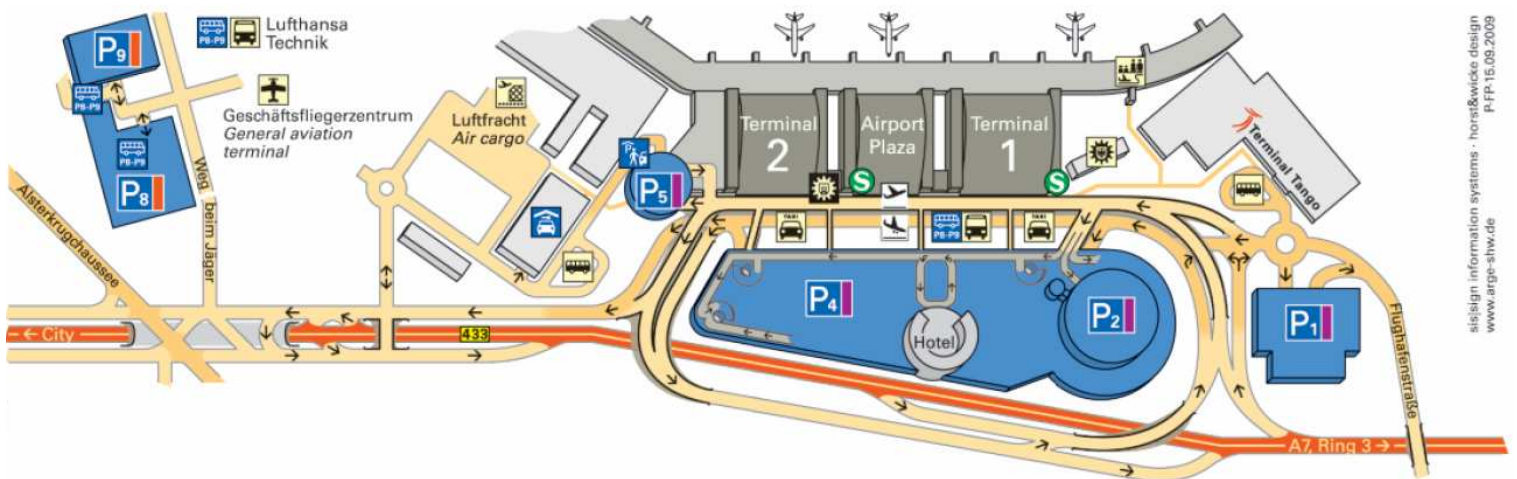 P9
P8-P9
Lufthansa
Technik
P8-P9
Geschäftsfliegerzentrum
General aviation
terminal
P8-P9
P8
Weg beim Jäger
Alsterkrugchaussee
Luftfracht
Air cargo
P
P5
Terminal
2
Airport
Plaza
Terminal
1
S
S
Terminal Tango
TAXI
P8-P9
TAXI
P4
Hotel
P2
P1
Flughafenstraße
← City
433
A7, Ring 3 →
sis|sign information systems · horst&wicke design
P-FP-15.09.2009
www.arge-shw.de